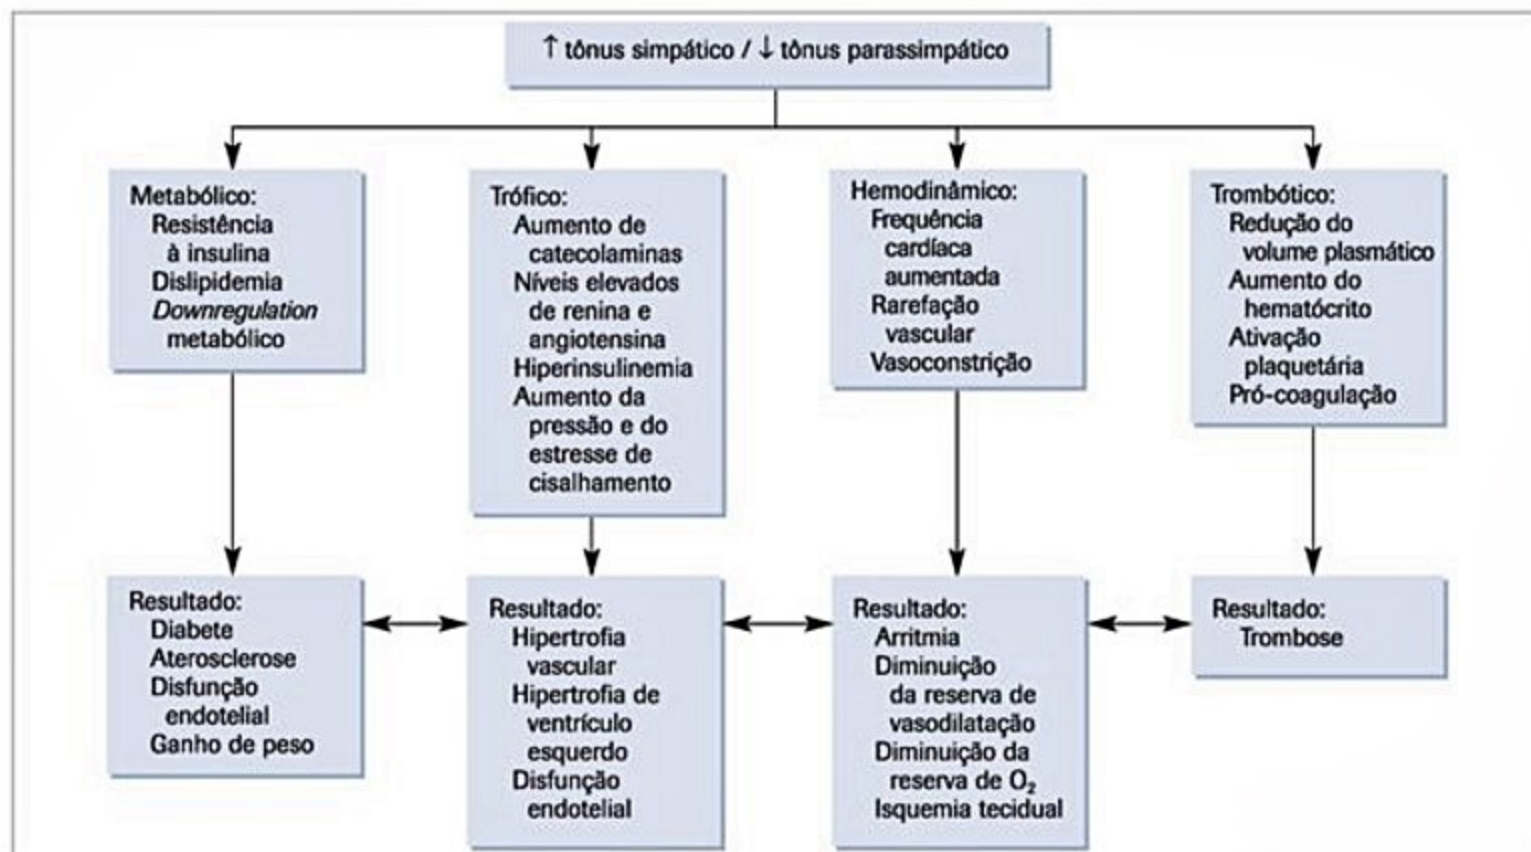 ↑ tônus simpático / ↓ tônus parassimpático
Metabólico:
Resistência
à insulina
Dislipidemia
Downregulation
metabólico
Trófico:
Aumento de
catecolaminas
Níveis elevados
de renina e
angiotensina
Hiperinsulinemia
Aumento da
pressão e do
estresse de
cisalhamento
Hemodinâmico:
Frequência
cardíaca
aumentada
Rarefação
vascular
Vasoconstrição
Trombótico:
Redução do
volume plasmático
Aumento do
hematócrito
Ativação
plaquetária
Pró-coagulação
Resultado:
Diabete
Aterosclerose
Disfunção
endotelial
Ganho de peso
Resultado:
Hipertrofia
vascular
Hipertrofia de
ventrículo
esquerdo
Disfunção
endotelial
Resultado:
Arritmia
Diminuição
da reserva de
vasodilatação
Diminuição da
reserva de O₂
Isquemia tecidual
Resultado:
Trombose